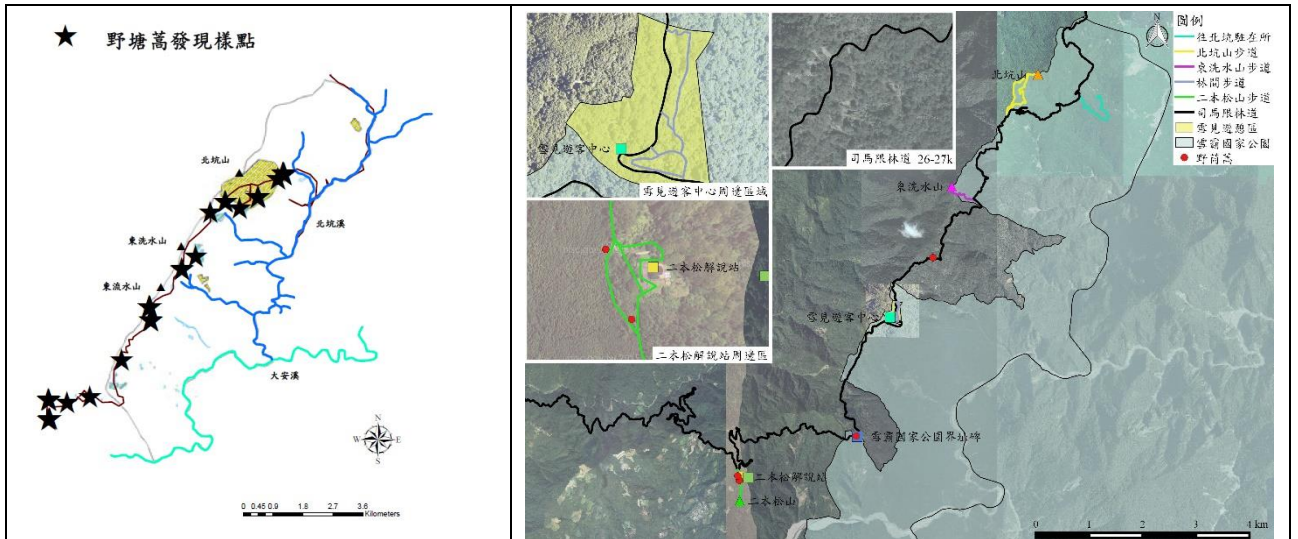 野塘蒿發現樣點
北坑山
北坑溪
東洗水山
東流水山
大安溪
N
W
E
S
0 0.45 0.9 1.8 2.7 3.6
Kilometers
雪見遊客中心
雪見遊客中心周邊區域
司馬限林道 26-27k
二本松解說站
二本松解說站周邊區
N
圖例
往北坑駐在所
北坑山步道
東洗水山步道
林間步道
二本松山步道
司馬限林道
雪見遊憩區
雪霸國家公園
野茼蒿
北坑山
東洗水山
雪見遊客中心
雪霸國家公園界址碑
二本松解說站
二本松山
0 1 2 3 4 km